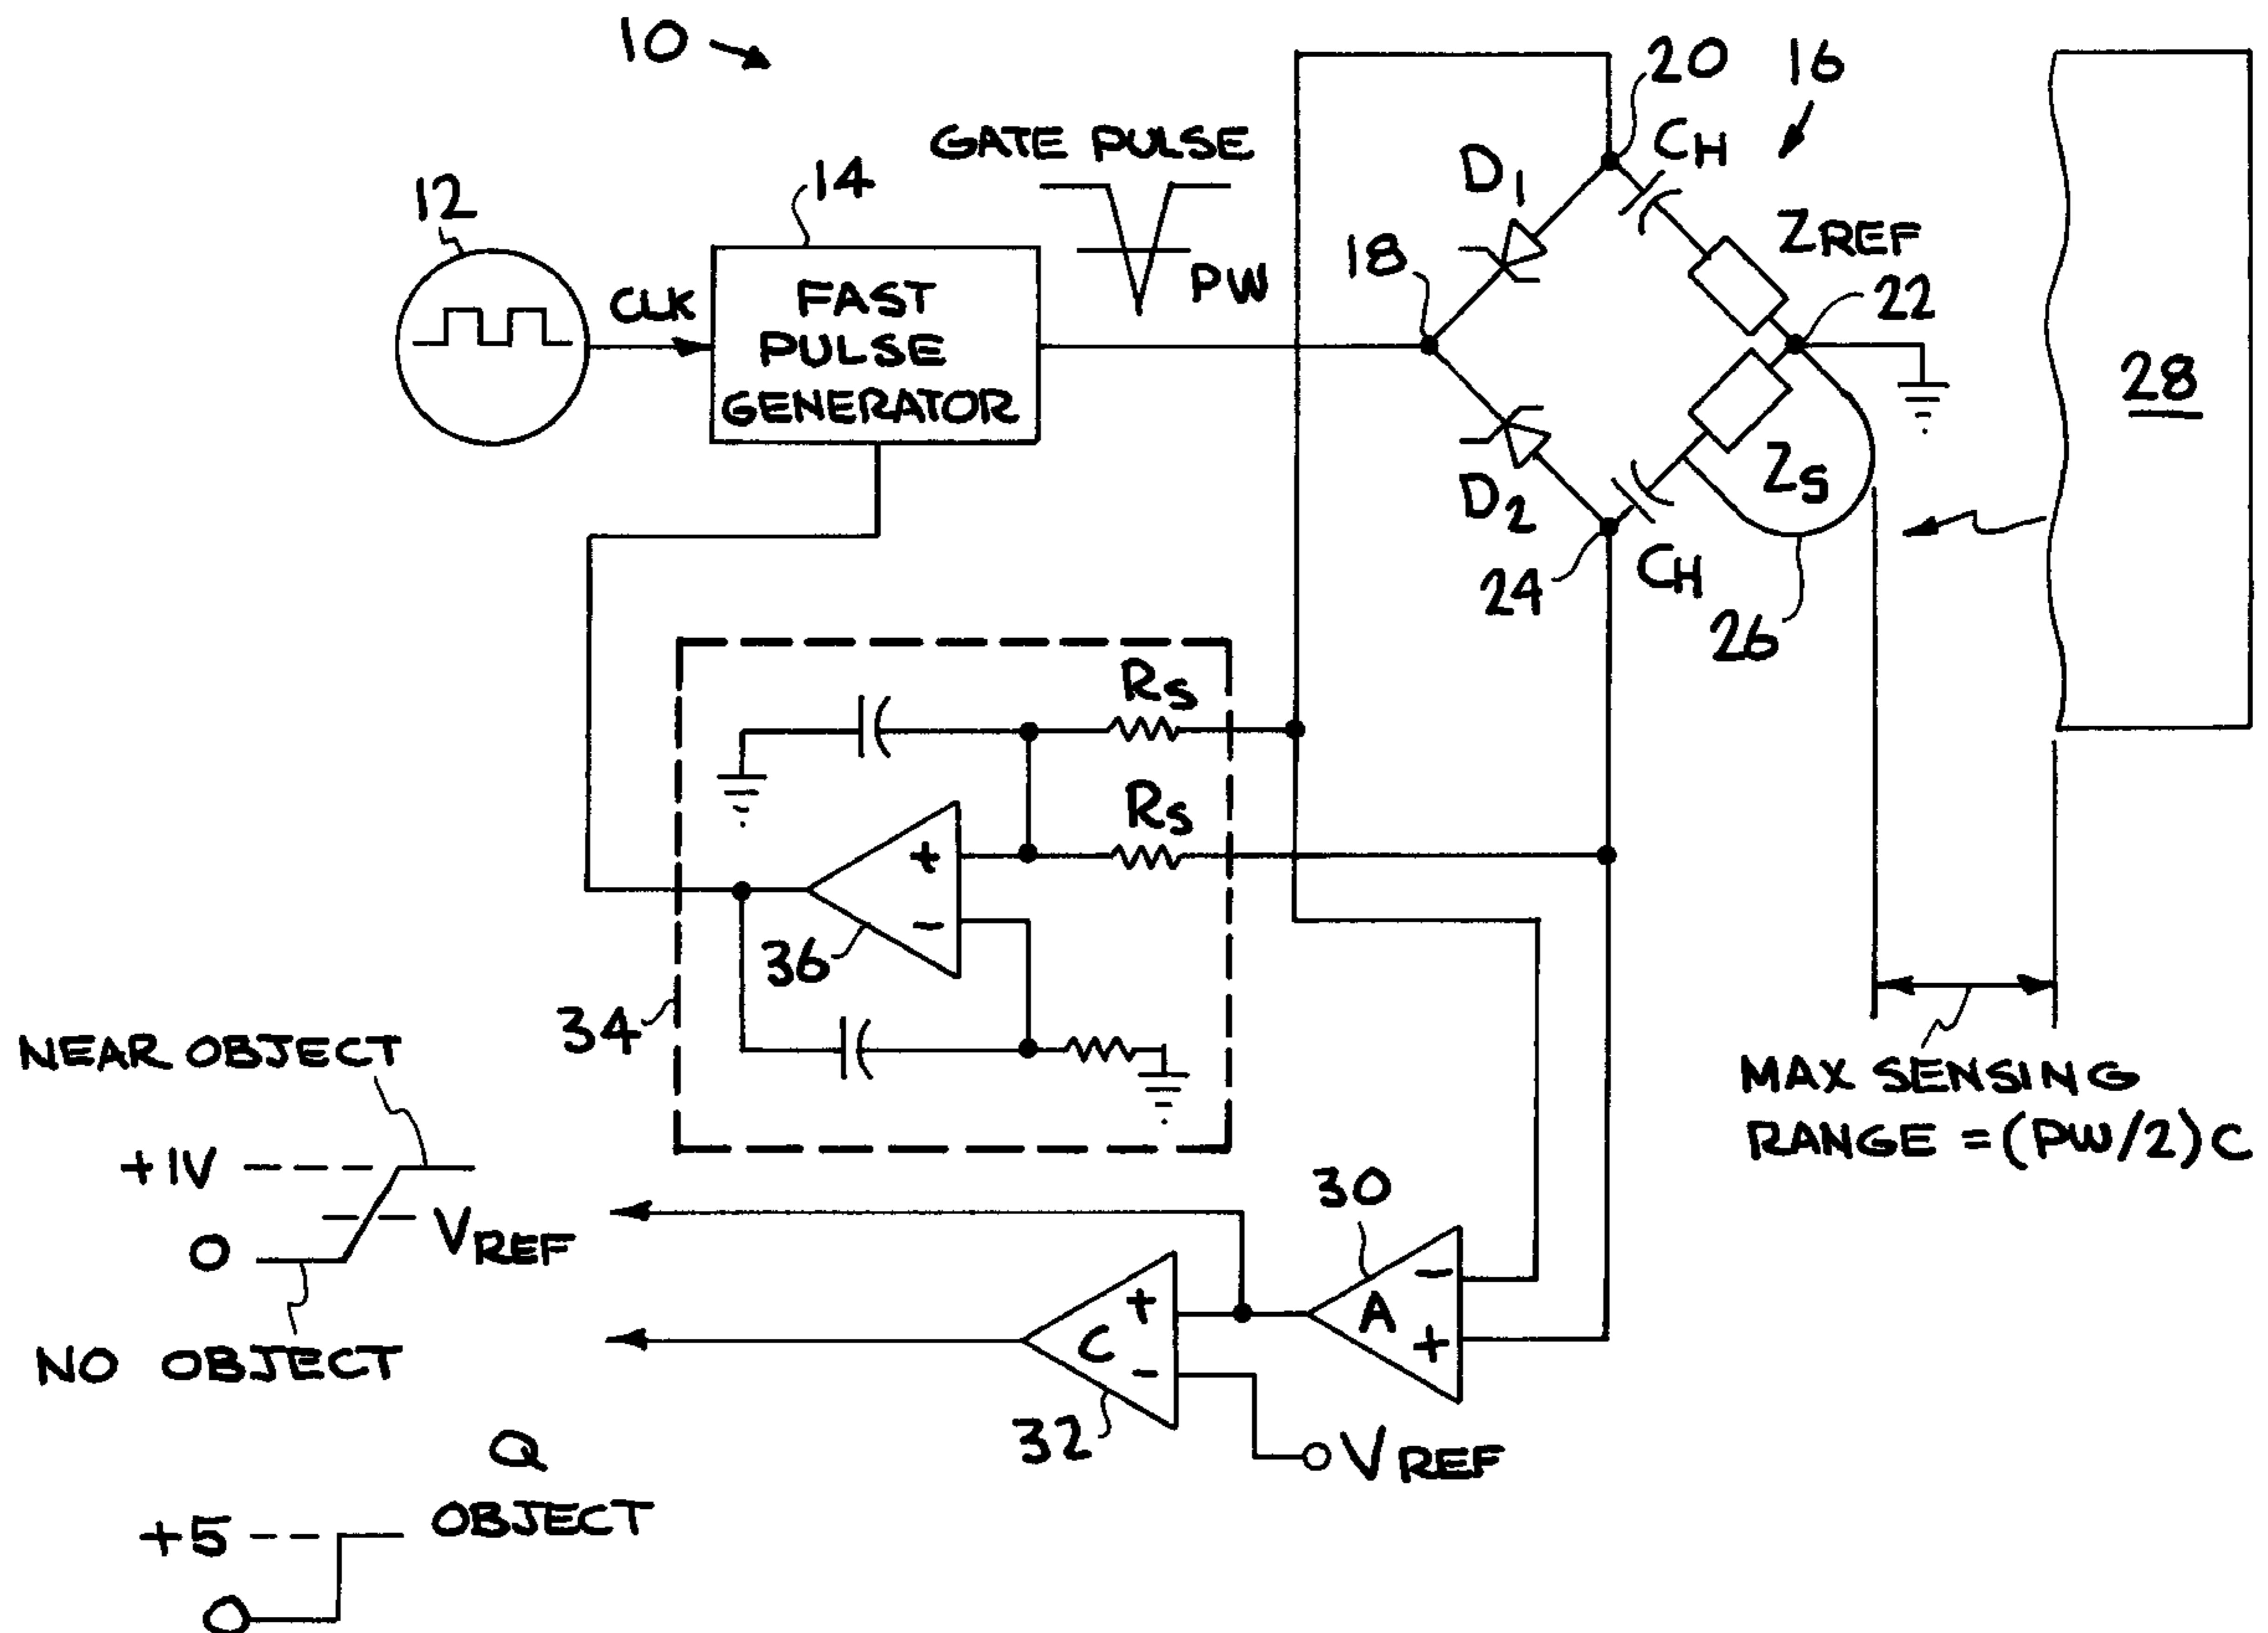 10
20
16
GATE PULSE
CH
D1
14
12
ZREF
18
PW
22
CLK
FAST
PULSE
GENERATOR
28
ZS
D2
24
CH
26
RS
RS
+
-
36
34
NEAR OBJECT
MAX SENSING
RANGE = (PW/2)C
+1V
30
VREF
0
-
+
A
C
+
-
NO OBJECT
32
VREF
Q
OBJECT
+5
0